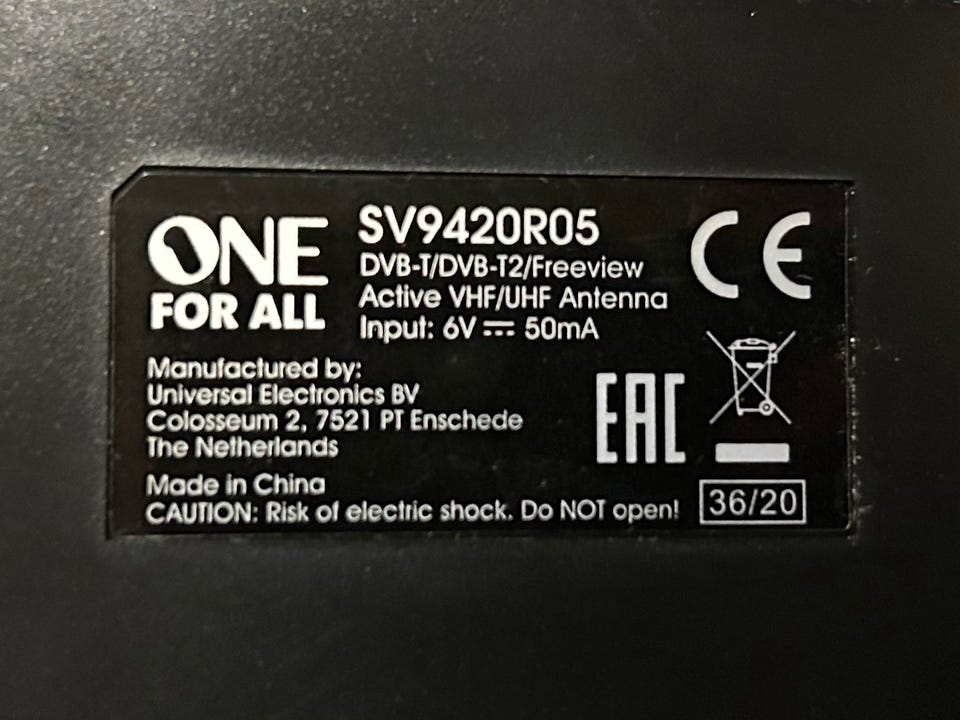 ONE
FOR ALL
SV9420R05
DVB-T/DVB-T2/Freeview
Active VHF/UHF Antenna
Input: 6V ⎓ 50mA
CE
Manufactured by:
Universal Electronics BV
Colosseum 2, 7521 PT Enschede
The Netherlands
EAC
Made in China
CAUTION: Risk of electric shock. Do NOT open!
36/20